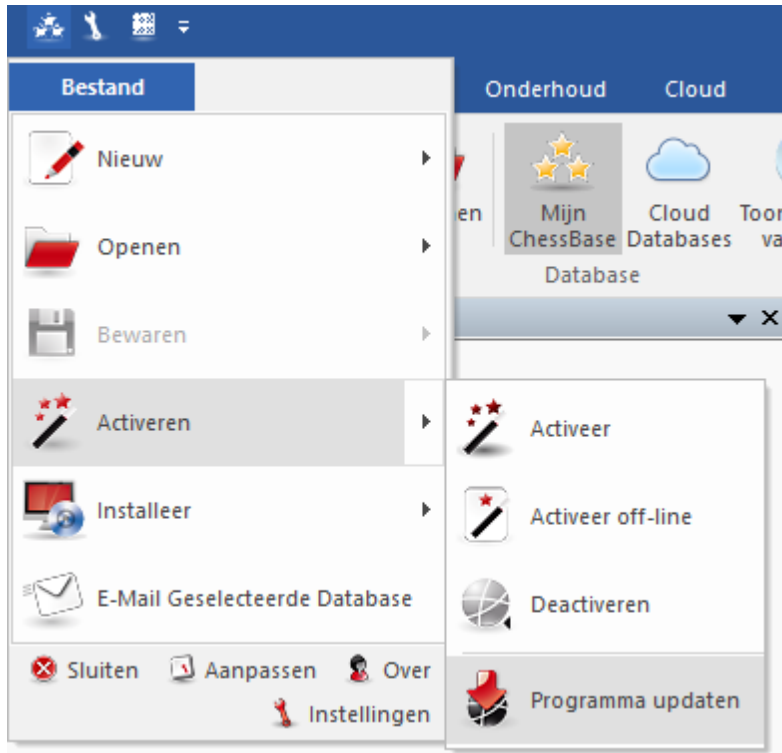 Bestand
Onderhoud
Cloud
Nieuw
Openen
Bewaren
Activeren
Installeer
E-Mail Geselecteerde Database
Sluiten
Aanpassen
Over
Instellingen
Mijn
ChessBase
Cloud
Databases
Database
Activeer
Activeer off-line
Deactiveren
Programma updaten